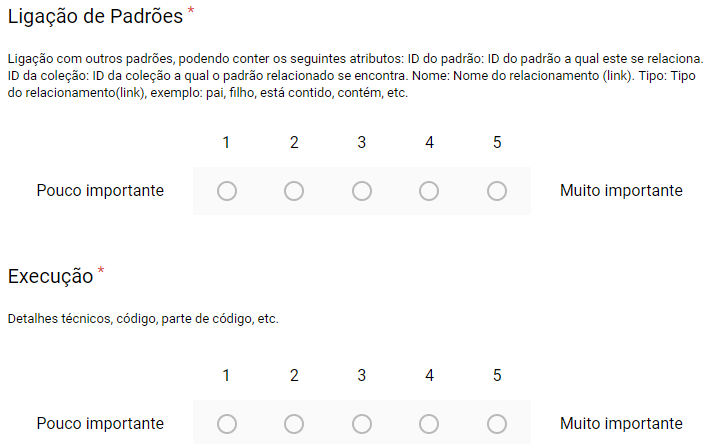 Ligação de Padrões *
Ligação com outros padrões, podendo conter os seguintes atributos: ID do padrão: ID do padrão a qual este se relaciona.
ID da coleção: ID da coleção a qual o padrão relacionado se encontra. Nome: Nome do relacionamento (link). Tipo: Tipo
do relacionamento(link), exemplo: pai, filho, está contido, contém, etc.
1 2 3 4 5
Pouco importante Muito importante
Execução *
Detalhes técnicos, código, parte de código, etc.
1 2 3 4 5
Pouco importante Muito importante